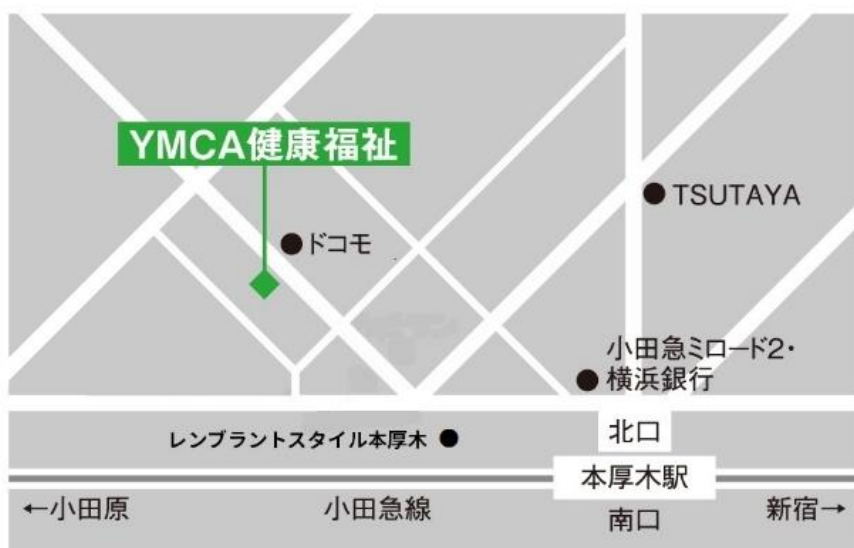 YMCA健康福祉
TSUTAYA
ドコモ
小田急ミロード2・
横浜銀行
レンブラントスタイル本厚木
北口
本厚木駅
←小田原
小田急線
南口
新宿→